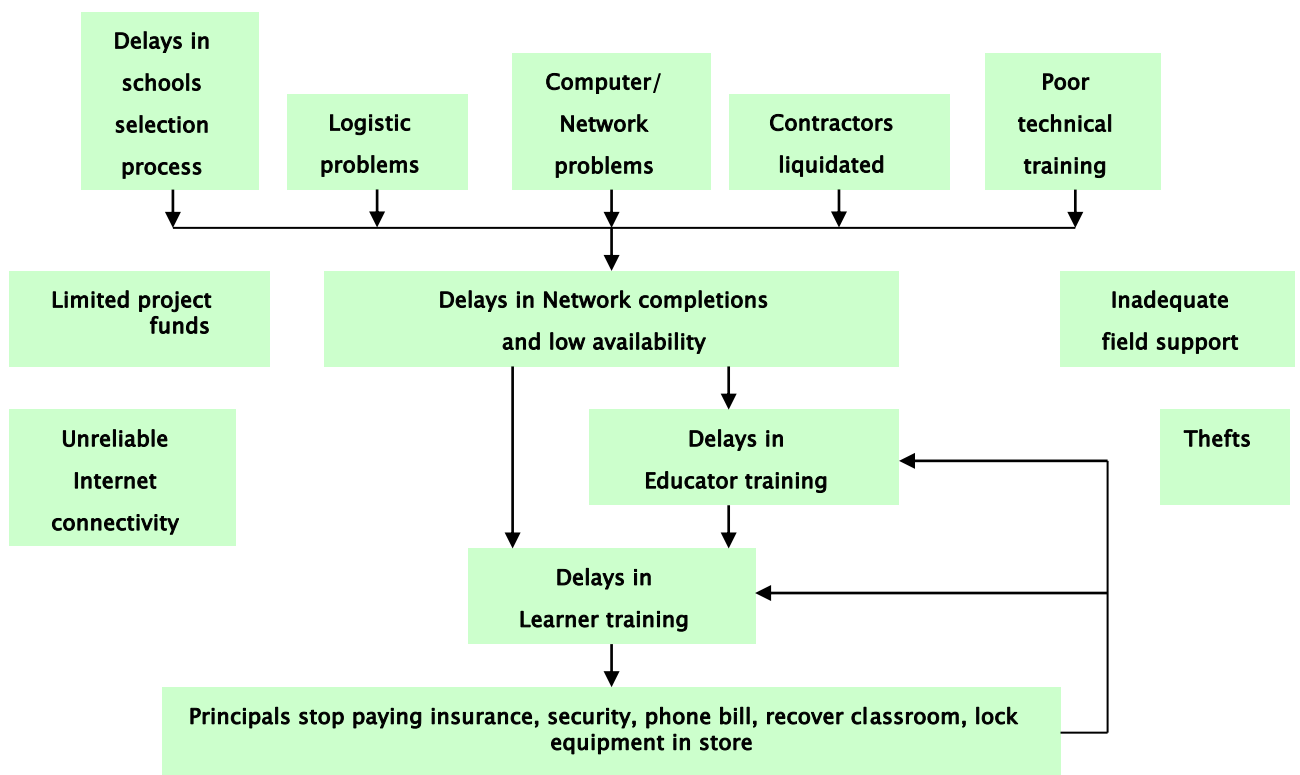 Delays in
schools
selection
process
Logistic
problems
Computer/
Network
problems
Contractors
liquidated
Poor
technical
training
Limited project
funds
Delays in Network completions
and low availability
Inadequate
field support
Unreliable
Internet
connectivity
Delays in
Educator training
Thefts
Delays in
Learner training
Principals stop paying insurance, security, phone bill, recover classroom, lock
equipment in store